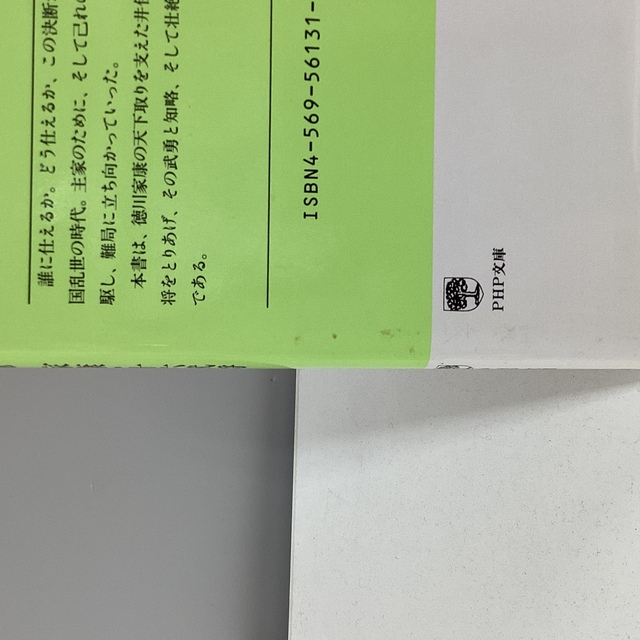 誰に仕えるか。どう仕えるか、この決断
国乱世の時代。主家のために、そして己れ
駆し、難局に立ち向かっていった。
本書は、徳川家康の天下取りを支えた井伊
将をとりあげ、その武勇と知略、そして壮絶
である。
ISBN4-569-56131-
PHP文庫